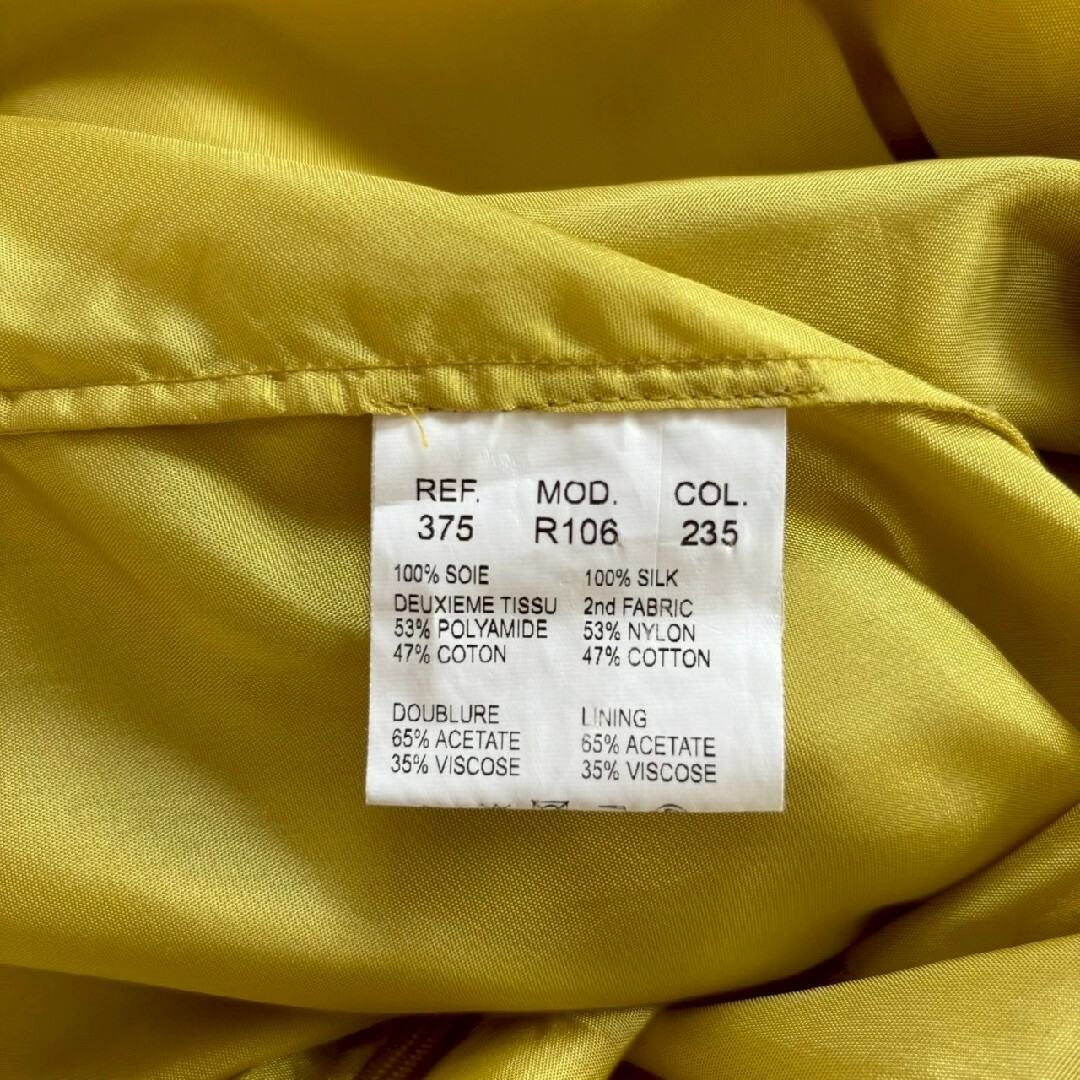 REF. MOD. COL.
375 R106 235
100% SOIE
DEUXIEME TISSU
53% POLYAMIDE
47% COTON
DOUBLURE
65% ACETATE
35% VISCOSE
100% SILK
2nd FABRIC
53% NYLON
47% COTTON
LINING
65% ACETATE
35% VISCOSE